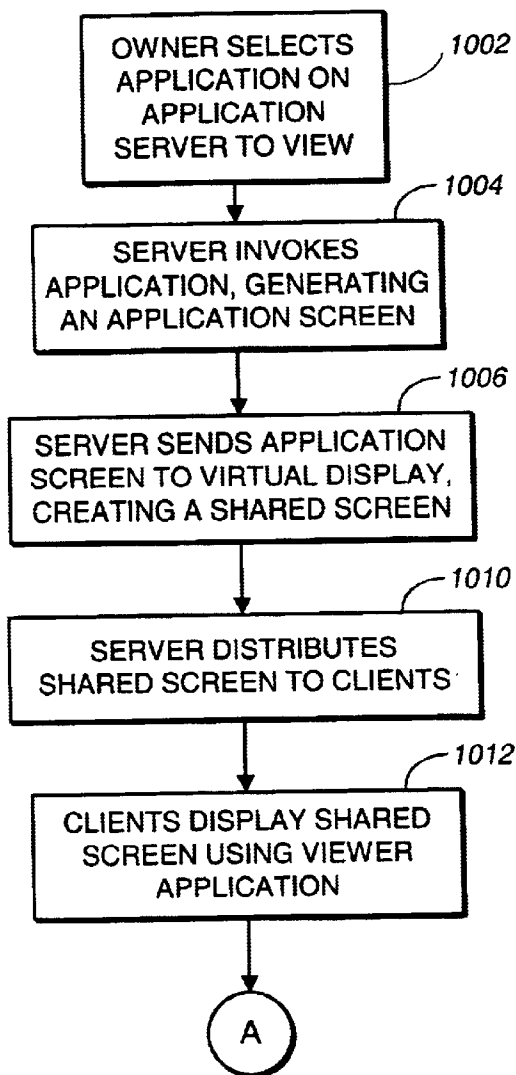 OWNER SELECTS
APPLICATION ON
APPLICATION
SERVER TO VIEW
1002
SERVER INVOKES
APPLICATION, GENERATING
AN APPLICATION SCREEN
1004
SERVER SENDS APPLICATION
SCREEN TO VIRTUAL DISPLAY,
CREATING A SHARED SCREEN
1006
SERVER DISTRIBUTES
SHARED SCREEN TO CLIENTS
1010
CLIENTS DISPLAY SHARED
SCREEN USING VIEWER
APPLICATION
1012
A